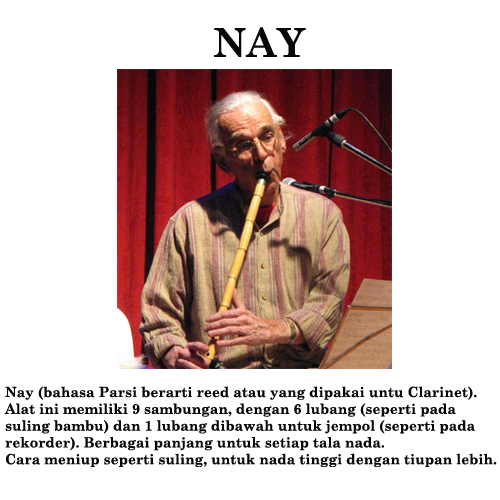 NAY
Nay (bahasa Parsi berarti reed atau yang dipakai untu Clarinet).
Alat ini memiliki 9 sambungan, dengan 6 lubang (seperti pada
suling bambu) dan 1 lubang dibawah untuk jempol (seperti pada
rekorder). Berbagai panjang untuk setiap tala nada.
Cara meniup seperti suling, untuk nada tinggi dengan tiupan lebih.